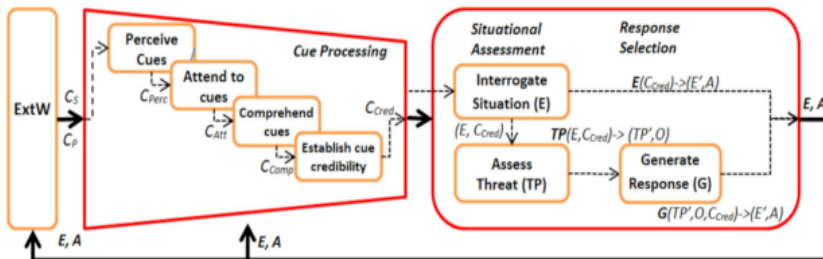 ExtW
C_S
C_P
Perceive
Cues
Cue Processing
C_Perc
Attend to
cues
C_Att
Comprehend
cues
C_Comp
Establish cue
credibility
C_Cred
Situational
Assessment
Response
Selection
Interrogate
Situation (E)
E(C_Cred)->(E’,A)
(E, C_Cred)
TP(E,C_Cred)-> (TP’,O)
Assess
Threat (TP)
Generate
Response (G)
G(TP’,O,C_Cred)->(E’,A)
E, A
E, A
E, A